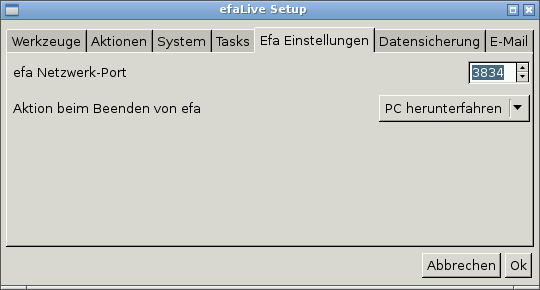 efaLive Setup
Werkzeuge Aktionen System Tasks Efa Einstellungen Datensicherung E-Mail
efa Netzwerk-Port 3834
Aktion beim Beenden von efa PC herunterfahren
Abbrechen Ok